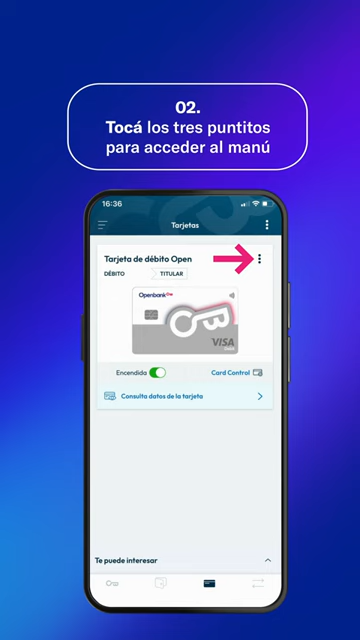 02.
Tocá los tres puntitos
para acceder al manú
16:36
Tarjetas
Tarjeta de débito Open
DÉBITO
TITULAR
Openbank
VISA
Encendida
Card Control
Consulta datos de la tarjeta
Te puede interesar